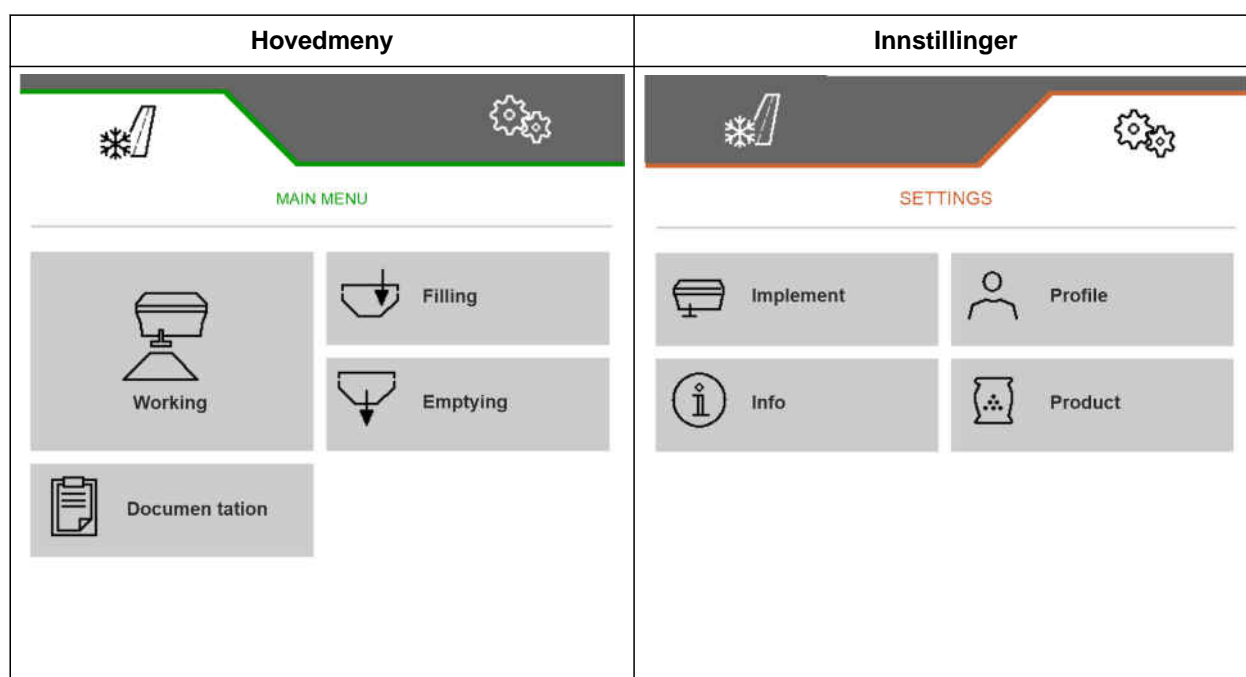 Hovedmeny
Innstillinger
MAIN MENU
Working
Filling
Emptying
Documen tation
SETTINGS
Implement
Profile
Info
Product